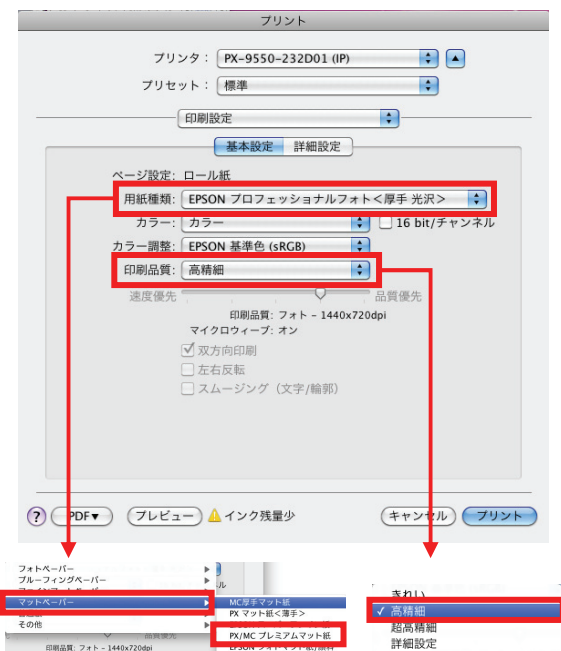 プリント
プリンタ： PX-9550-232D01 (IP)
プリセット： 標準
印刷設定
基本設定 詳細設定
ページ設定: ロール紙
用紙種類: EPSON プロフェッショナルフォト＜厚手 光沢＞
カラー: カラー 16 bit/チャンネル
カラー調整: EPSON 基準色 (sRGB)
印刷品質: 高精細
速度優先 品質優先
印刷品質: フォト – 1440x720dpi
マイクロウィーブ: オン
双方向印刷
左右反転
スムージング（文字/輪郭）
? PDF▼ プレビュー インク残量少 キャンセル プリント
フォトペーパー
プルーフィングペーパー
マットペーパー
その他
印刷品質: フォト – 1440x720dpi
ル
MC厚手マット紙
PX マット紙＜薄手＞
PX/MC プレミアムマット紙
きれい
✓ 高精細
超高精細
詳細設定